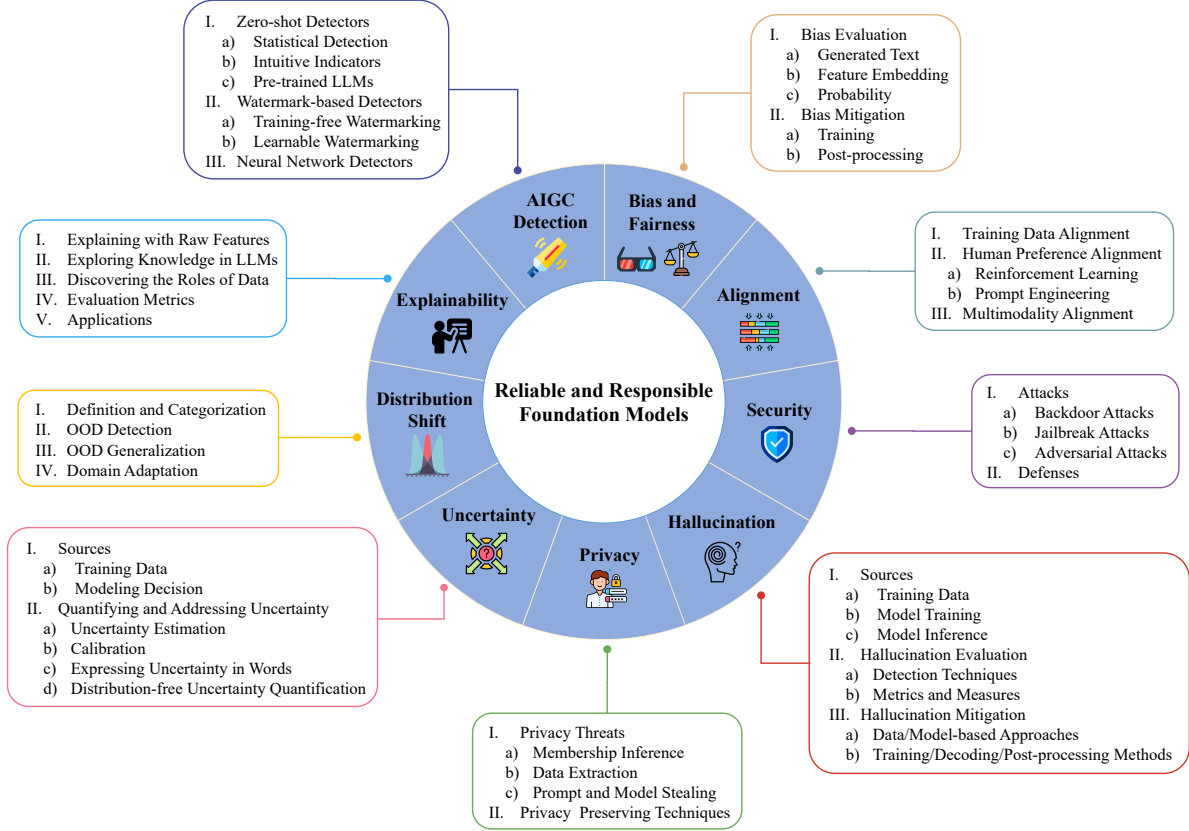 I. Zero-shot Detectors
a) Statistical Detection
b) Intuitive Indicators
c) Pre-trained LLMs
II. Watermark-based Detectors
a) Training-free Watermarking
b) Learnable Watermarking
III. Neural Network Detectors
I. Bias Evaluation
a) Generated Text
b) Feature Embedding
c) Probability
II. Bias Mitigation
a) Training
b) Post-processing
I. Explaining with Raw Features
II. Exploring Knowledge in LLMs
III. Discovering the Roles of Data
IV. Evaluation Metrics
V. Applications
I. Training Data Alignment
II. Human Preference Alignment
a) Reinforcement Learning
b) Prompt Engineering
III. Multimodality Alignment
AIGC
Detection
Bias and
Fairness
Explainability
Alignment
Distribution
Shift
Reliable and Responsible
Foundation Models
Security
Uncertainty
?
Privacy
Hallucination
?
I. Definition and Categorization
II. OOD Detection
III. OOD Generalization
IV. Domain Adaptation
I. Attacks
a) Backdoor Attacks
b) Jailbreak Attacks
c) Adversarial Attacks
II. Defenses
I. Sources
a) Training Data
b) Modeling Decision
II. Quantifying and Addressing Uncertainty
a) Uncertainty Estimation
b) Calibration
c) Expressing Uncertainty in Words
d) Distribution-free Uncertainty Quantification
I. Sources
a) Training Data
b) Model Training
c) Model Inference
II. Hallucination Evaluation
a) Detection Techniques
b) Metrics and Measures
III. Hallucination Mitigation
a) Data/Model-based Approaches
b) Training/Decoding/Post-processing Methods
I. Privacy Threats
a) Membership Inference
b) Data Extraction
c) Prompt and Model Stealing
II. Privacy Preserving Techniques